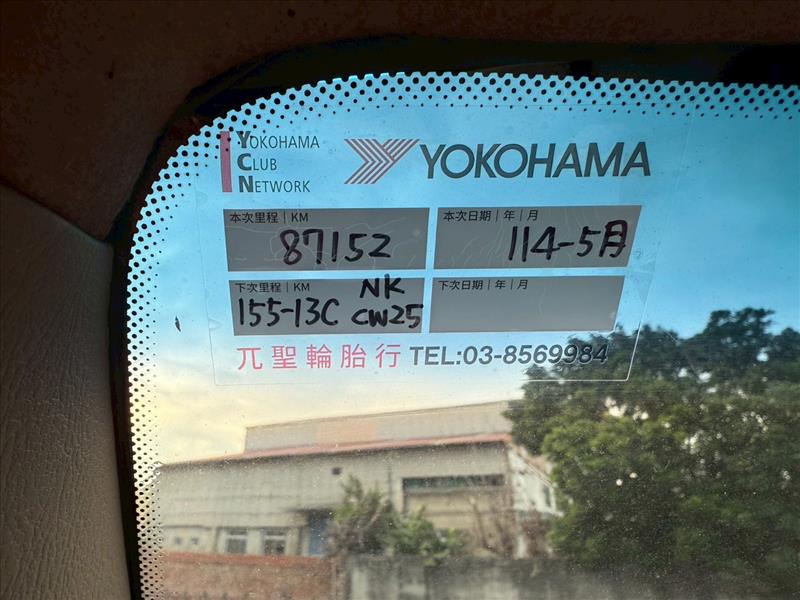 YOKOHAMA
CLUB
NETWORK
YOKOHAMA
本次里程｜KM
87152
本次日期｜年｜月
114-5月
下次里程｜KM
155-13C NK CW25
下次日期｜年｜月
兀聖輪胎行 TEL:03-8569984